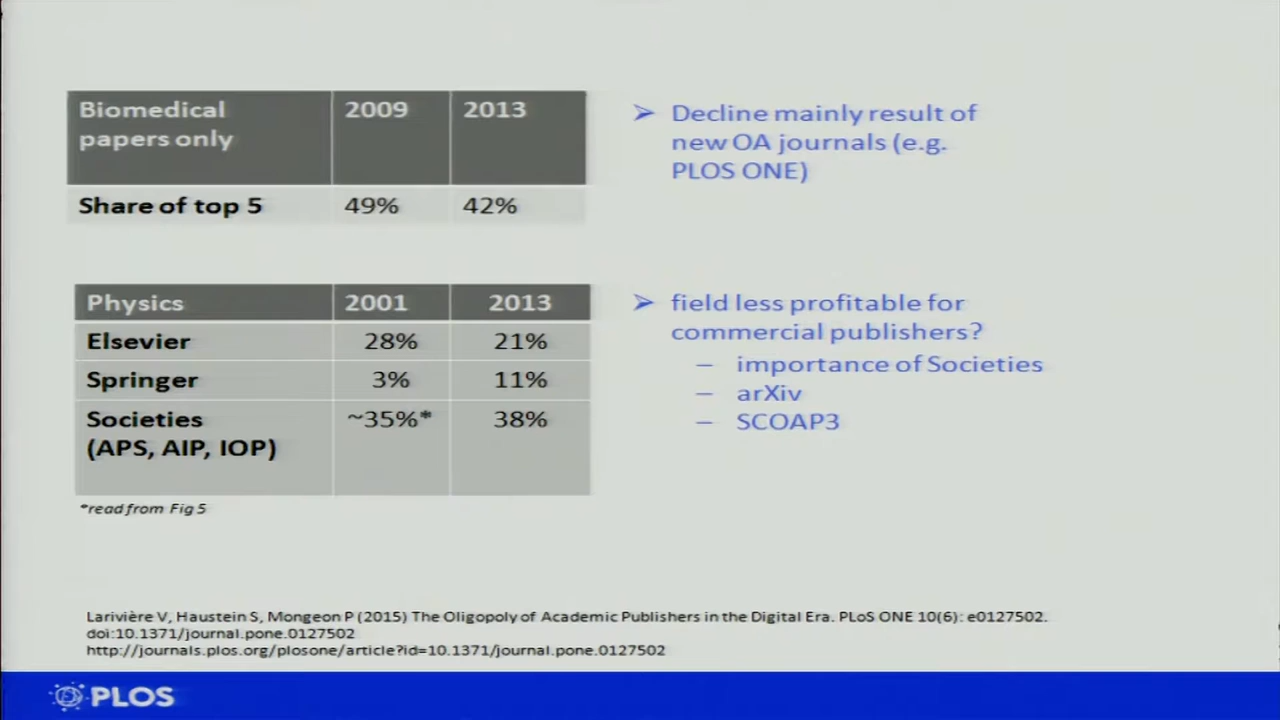 Biomedical papers only 2009 2013
Share of top 5 49% 42%
➢ Decline mainly result of
new OA journals (e.g.
PLOS ONE)
Physics 2001 2013
Elsevier 28% 21%
Springer 3% 11%
Societies (APS, AIP, IOP) ~35%* 38%
*read from Fig 5
➢ field less profitable for
commercial publishers?
– importance of Societies
– arXiv
– SCOAP3
Larivière V, Haustein S, Mongeon P (2015) The Oligopoly of Academic Publishers in the Digital Era. PLoS ONE 10(6): e0127502.
doi:10.1371/journal.pone.0127502
http://journals.plos.org/plosone/article?id=10.1371/journal.pone.0127502
PLOS